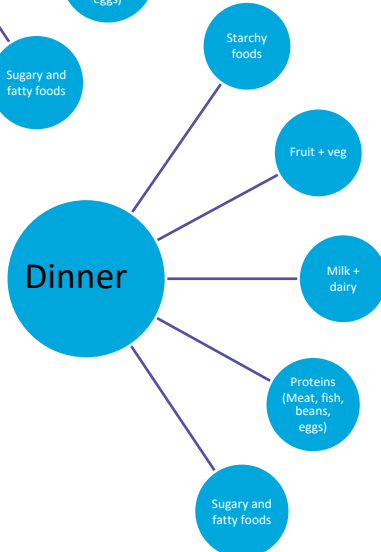 eggs)
Sugary and
fatty foods
Starchy
foods
Fruit + veg
Dinner
Milk +
dairy
Proteins
(Meat, fish,
beans,
eggs)
Sugary and
fatty foods